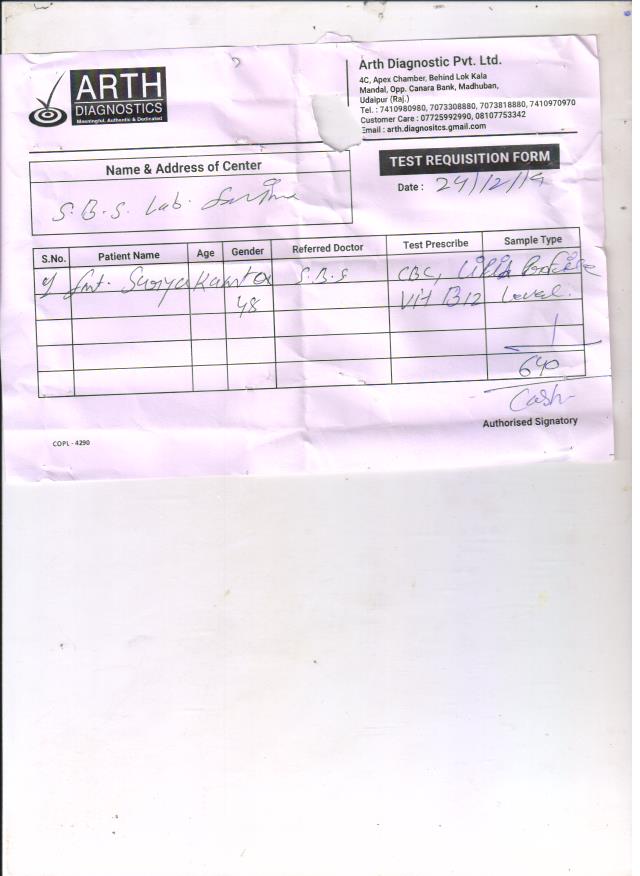 ARTH
DIAGNOSTICS
Meaningful, Authentic & Dedicated
Arth Diagnostic Pvt. Ltd.
4C, Apex Chamber, Behind Lok Kala
Mandal, Opp. Canara Bank, Madhuban,
Udaipur (Raj.)
Tel. : 7410980980, 7073308880, 7073818880, 7410970970
Customer Care : 07725992990, 08107753342
Email : arth.diagnositcs.gmail.com
Name & Address of Center
S.B.S. Lab.
TEST REQUISITION FORM
Date : 24/12/19
S.No. Patient Name Age Gender Referred Doctor Test Prescribe Sample Type
1 Smt. Suryakanta S.B.S CBC, Lipid Profile
48 Vit B12 Level.
640
Cash
Authorised Signatory
COPL - 4290